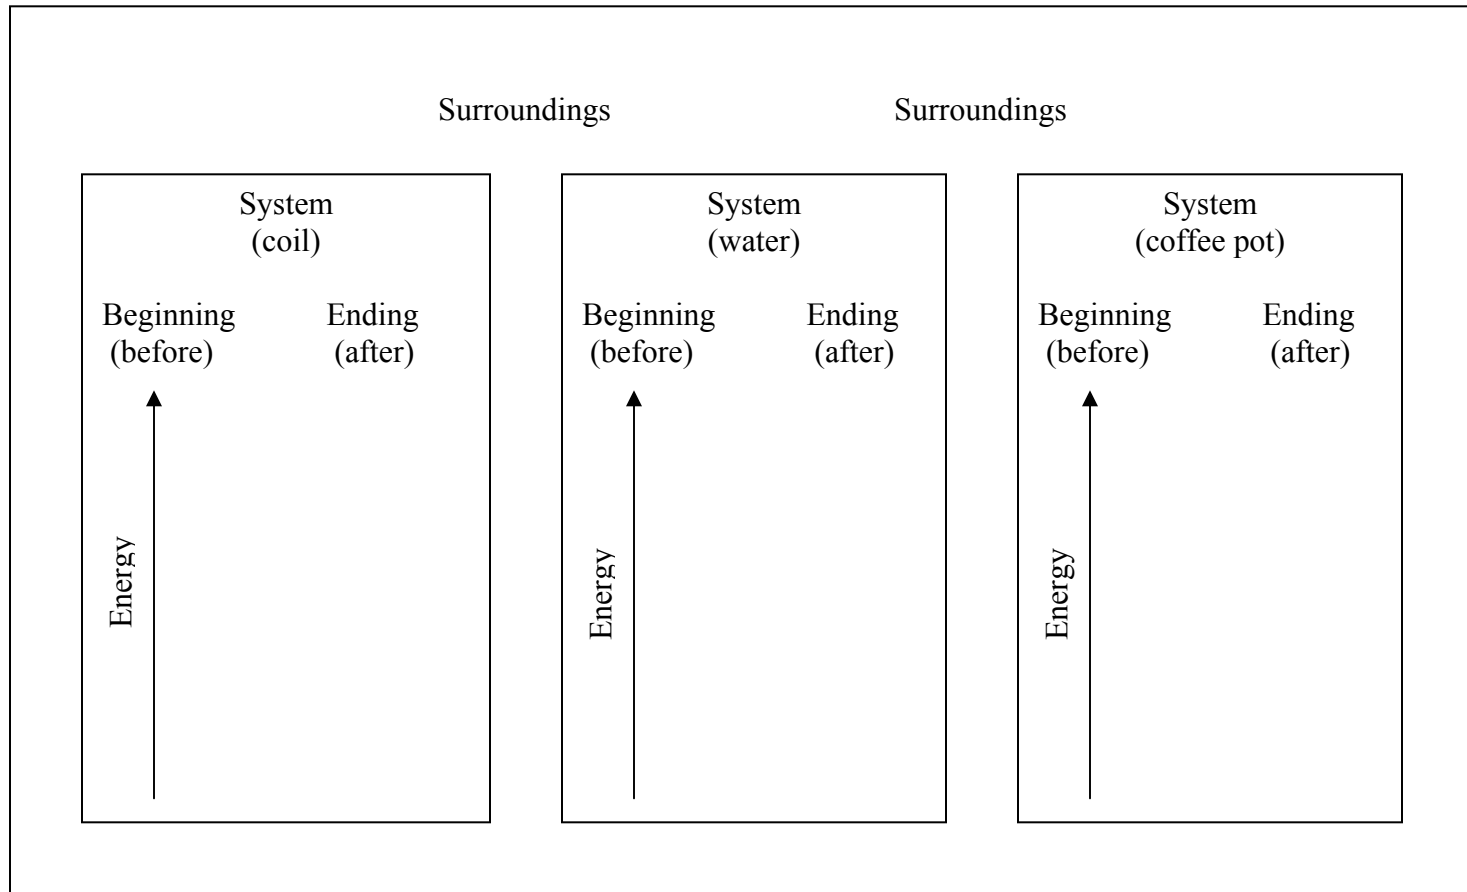 Surroundings
Surroundings
System
(coil)
Beginning
(before)
Ending
(after)
Energy
System
(water)
Beginning
(before)
Ending
(after)
Energy
System
(coffee pot)
Beginning
(before)
Ending
(after)
Energy